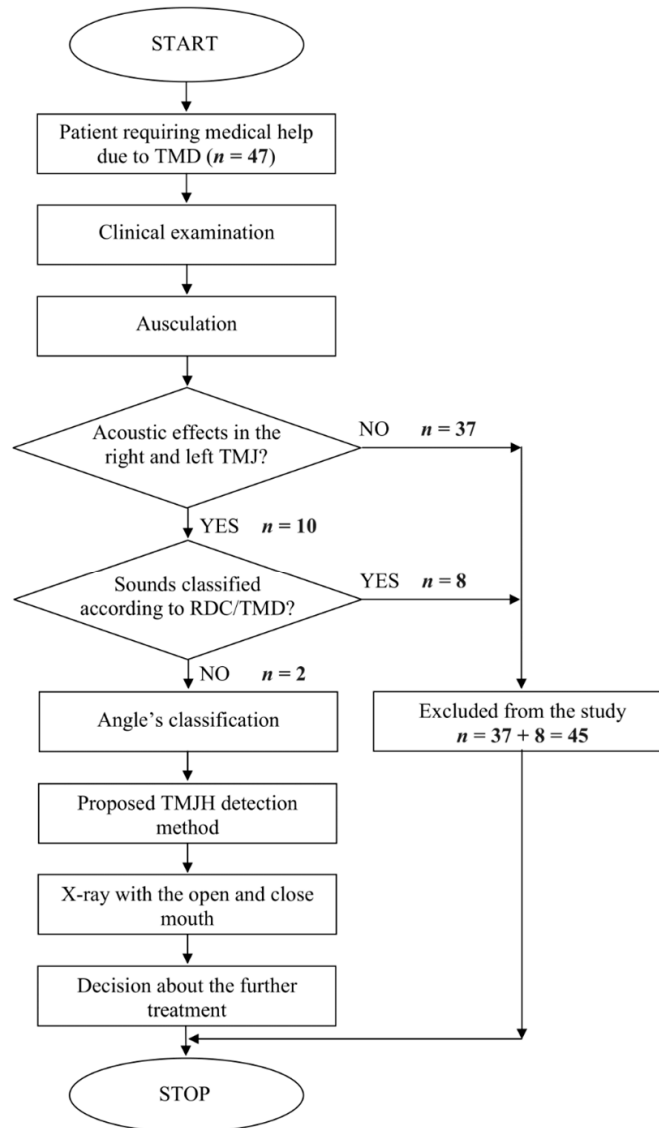 START
Patient requiring medical help
due to TMD (n = 47)
Clinical examination
Ausculation
Acoustic effects in the
right and left TMJ?
NO n = 37
YES n = 10
Sounds classified
according to RDC/TMD?
YES n = 8
NO n = 2
Angle's classification
Excluded from the study
n = 37 + 8 = 45
Proposed TMJH detection
method
X-ray with the open and close
mouth
Decision about the further
treatment
STOP